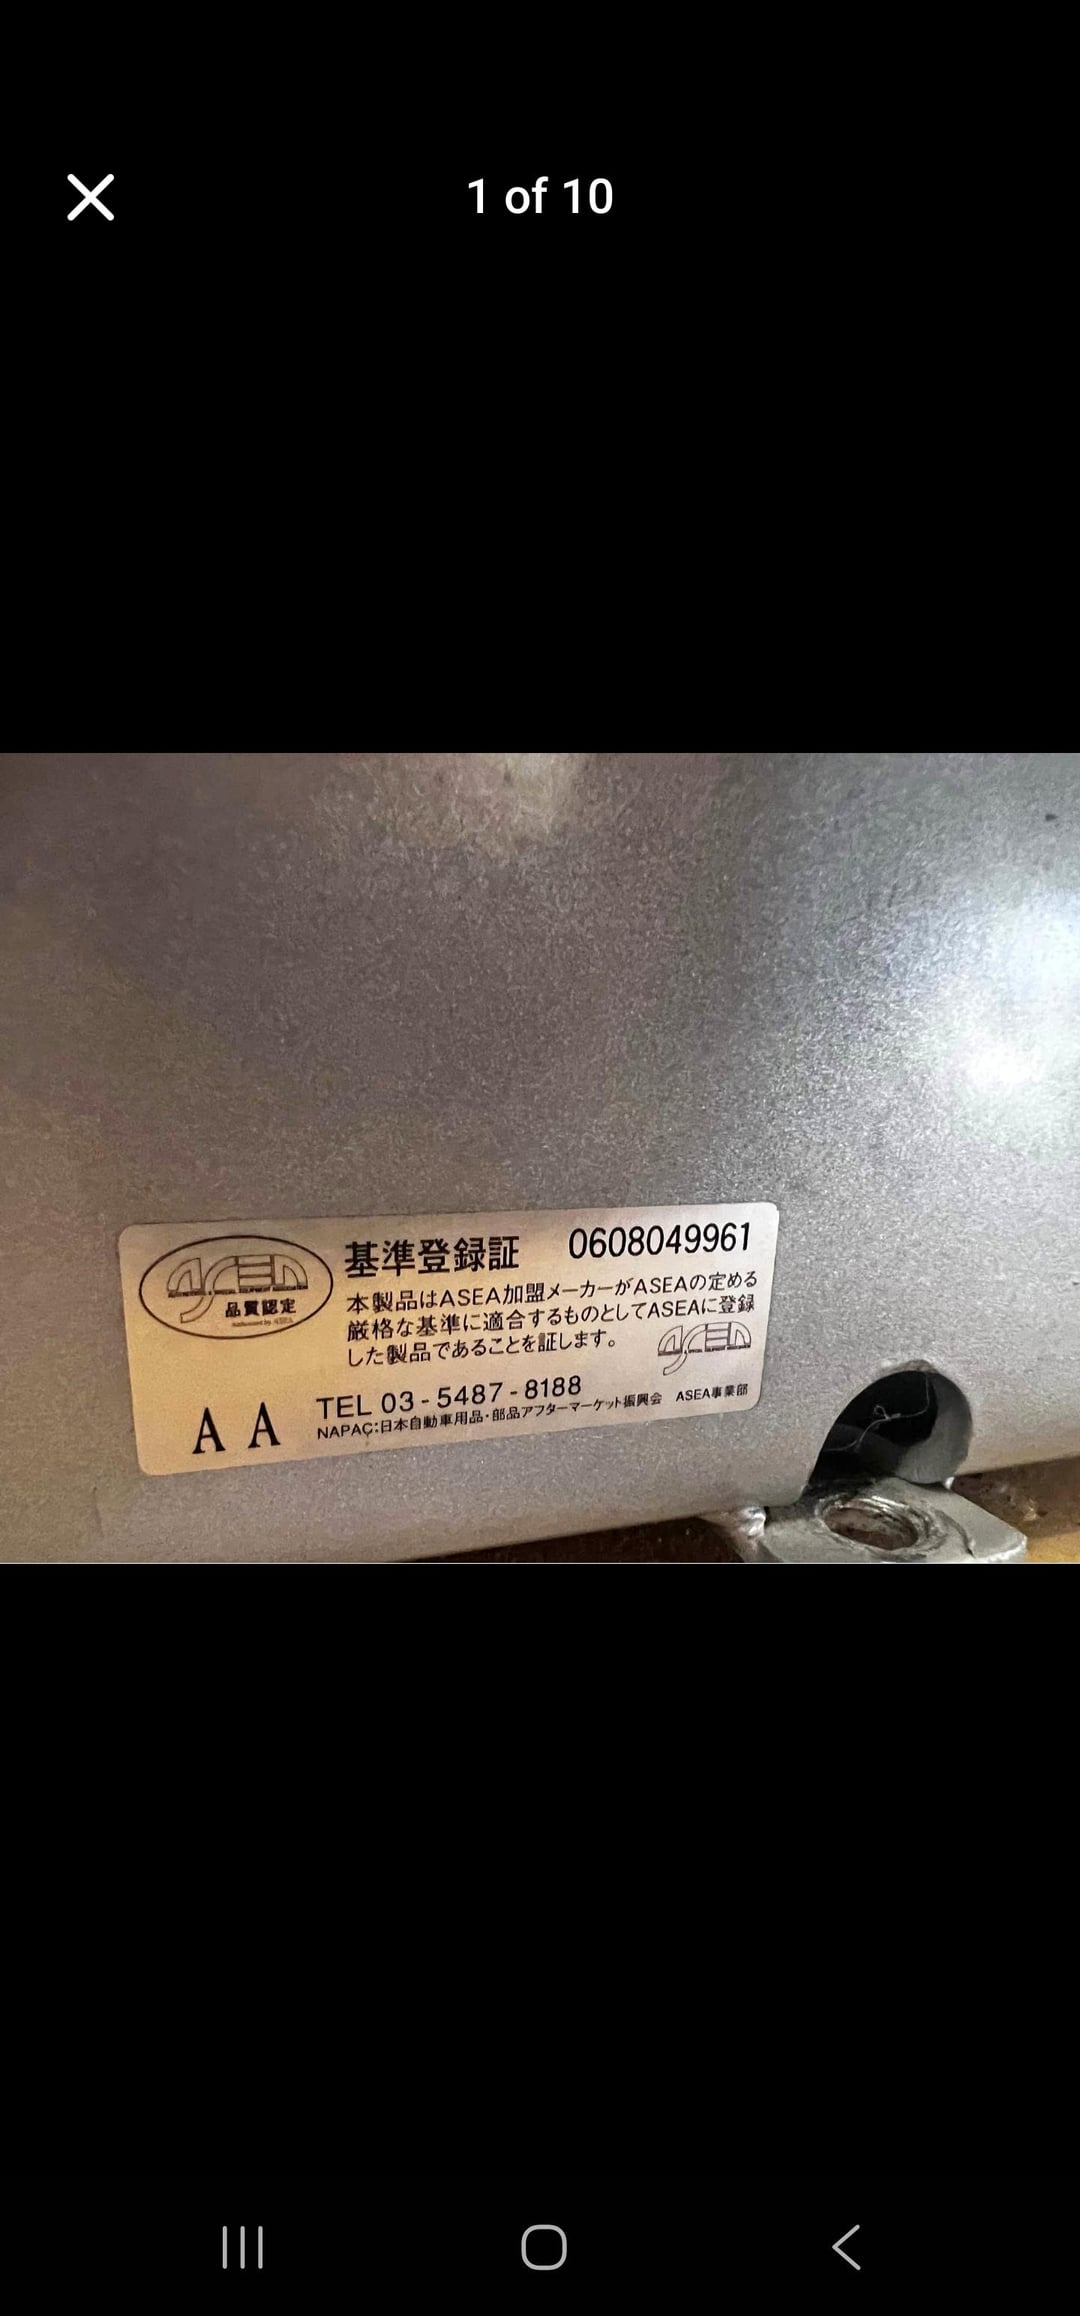 1 of 10
基準登録証 0608049961
本製品はASEA加盟メーカーがASEAの定める
厳格な基準に適合するものとしてASEAに登録
した製品であることを証します。
ASEA
ASEA
品質認定
AA
TEL 03-5487-8188
NAPAC:日本自動車用品・部品アフターマーケット振興会 ASEA事業部